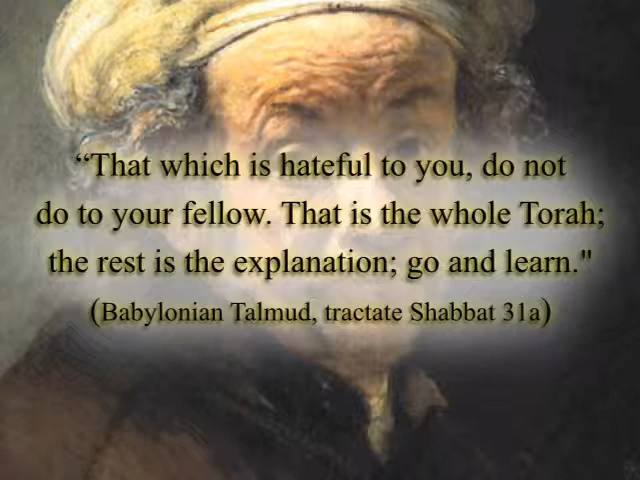 “That which is hateful to you, do not
do to your fellow. That is the whole Torah;
the rest is the explanation; go and learn."
(Babylonian Talmud, tractate Shabbat 31a)